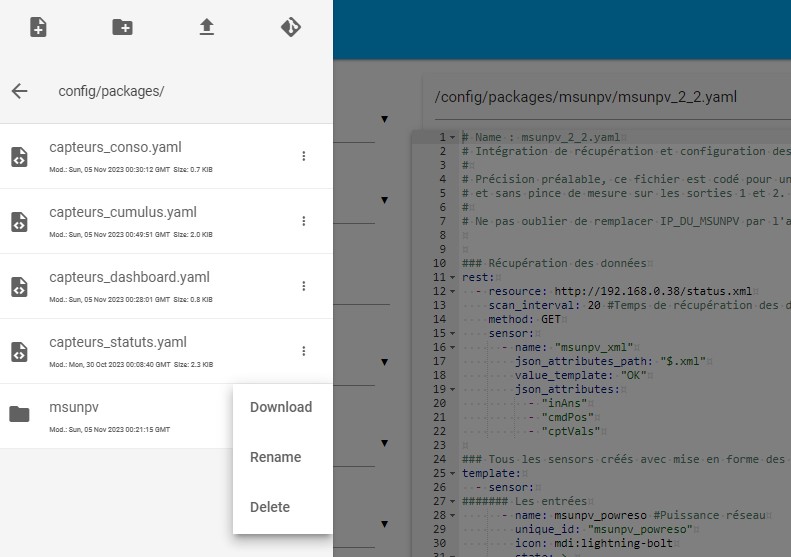 config/packages/
capteurs_conso.yaml
Mod.: Sun, 05 Nov 2023 00:30:12 GMT Size: 0.7 KiB
capteurs_cumulus.yaml
Mod.: Sun, 05 Nov 2023 00:49:51 GMT Size: 2.0 KiB
capteurs_dashboard.yaml
Mod.: Sun, 05 Nov 2023 00:28:01 GMT Size: 0.8 KiB
capteurs_statuts.yaml
Mod.: Mon, 30 Oct 2023 00:08:40 GMT Size: 2.3 KiB
msunpv
Mod.: Sun, 05 Nov 2023 00:21:15 GMT
Download
Rename
Delete
/config/packages/msunpv/msunpv_2_2.yaml
1 # Name : msunpv_2_2.yaml
2 # Intégration de récupération et configuration des
3 #
4 # Précision préalable, ce fichier est codé pour un
5 # et sans pince de mesure sur les sorties 1 et 2.
6 #
7 # Ne pas oublier de remplacer IP_DU_MSUNPV par l'a
8
9
10 ### Récupération des données
11 rest:
12 - resource: http://192.168.0.38/status.xml
13 scan_interval: 20 #Temps de récupération des d
14 method: GET
15 sensor:
16 - name: "msunpv_xml"
17 json_attributes_path: "$.xml"
18 value_template: "OK"
19 json_attributes:
20 - "inAns"
21 - "cmdPos"
22 - "cptVals"
23
24 ### Tous les sensors créés avec mise en forme des
25 template:
26 - sensor:
27 ####### Les entrées
28 - name: msunpv_powreso #Puissance réseau
29 unique_id: "msunpv_powreso"
30 icon: mdi:lightning-bolt
31 state: >